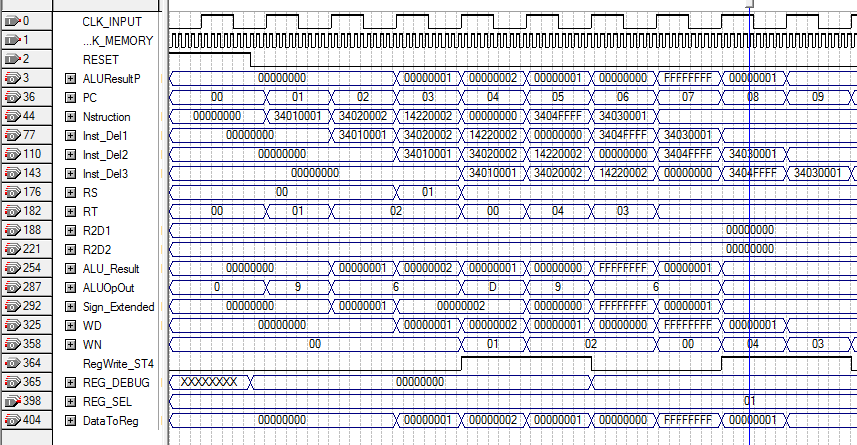 0 CLK_INPUT
1 ...K_MEMORY
2 RESET
3 ALUResultP 00000000 00000001 00000002 00000001 00000000 FFFFFFFF 00000001
36 PC 00 01 02 03 04 05 06 07 08 09
44 Nstruction 00000000 34010001 34020002 14220002 00000000 3404FFFF 34030001
77 Inst_Del1 00000000 34010001 34020002 14220002 00000000 3404FFFF 34030001
110 Inst_Del2 00000000 34010001 34020002 14220002 00000000 3404FFFF 34030001
143 Inst_Del3 00000000 34010001 34020002 14220002 00000000 3404FFFF 34030001
176 RS 00 01
182 RT 00 01 02 00 04 03
188 R2D1 00000000
221 R2D2 00000000
254 ALU_Result 00000000 00000001 00000002 00000001 00000000 FFFFFFFF 00000001
287 ALUOpOut 0 9 6 D 9 6
292 Sign_Extended 00000000 00000001 00000002 00000000 FFFFFFFF 00000001
325 WD 00000000 00000001 00000002 00000001 00000000 FFFFFFFF 00000001
358 WN 00 01 02 00 04 03
364 RegWrite_ST4
365 REG_DEBUG XXXXXXXX 00000000
398 REG_SEL 01
404 DataToReg 00000000 00000001 00000002 00000001 00000000 FFFFFFFF 00000001